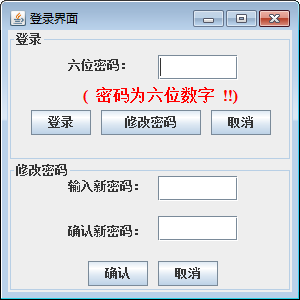 登录界面
登录
六位密码：
( 密码为六位数字 !!)
登录 修改密码 取消
修改密码
输入新密码：
确认新密码：
确认 取消